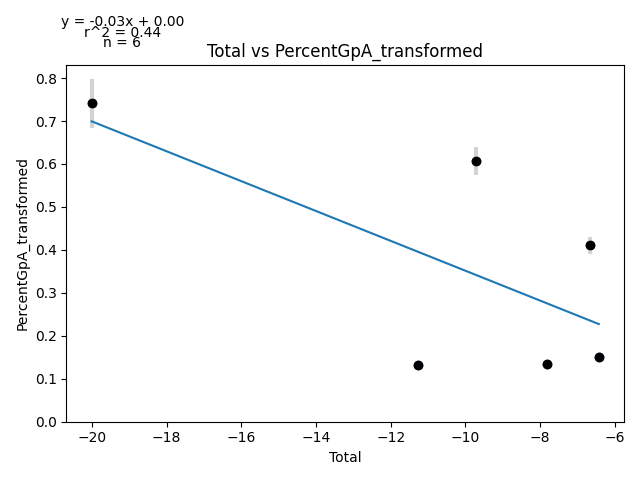 y = -0.03x + 0.00
r^2 = 0.44
n = 6
Total vs PercentGpA_transformed
PercentGpA_transformed
0.8
0.7
0.6
0.5
0.4
0.3
0.2
0.1
0.0
−20 −18 −16 −14 −12 −10 −8 −6
Total